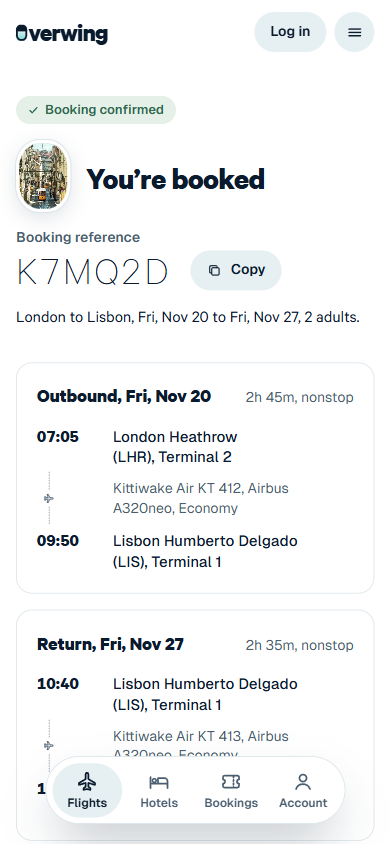 Overwing
Log in
Booking confirmed
You're booked
Booking reference
K7MQ2D
Copy
London to Lisbon, Fri, Nov 20 to Fri, Nov 27, 2 adults.
Outbound, Fri, Nov 20
2h 45m, nonstop
07:05
London Heathrow
(LHR), Terminal 2
Kittiwake Air KT 412, Airbus
A320neo, Economy
09:50
Lisbon Humberto Delgado
(LIS), Terminal 1
Return, Fri, Nov 27
2h 35m, nonstop
10:40
Lisbon Humberto Delgado
(LIS), Terminal 1
Kittiwake Air KT 413, Airbus
A320neo, Economy
Flights
Hotels
Bookings
Account